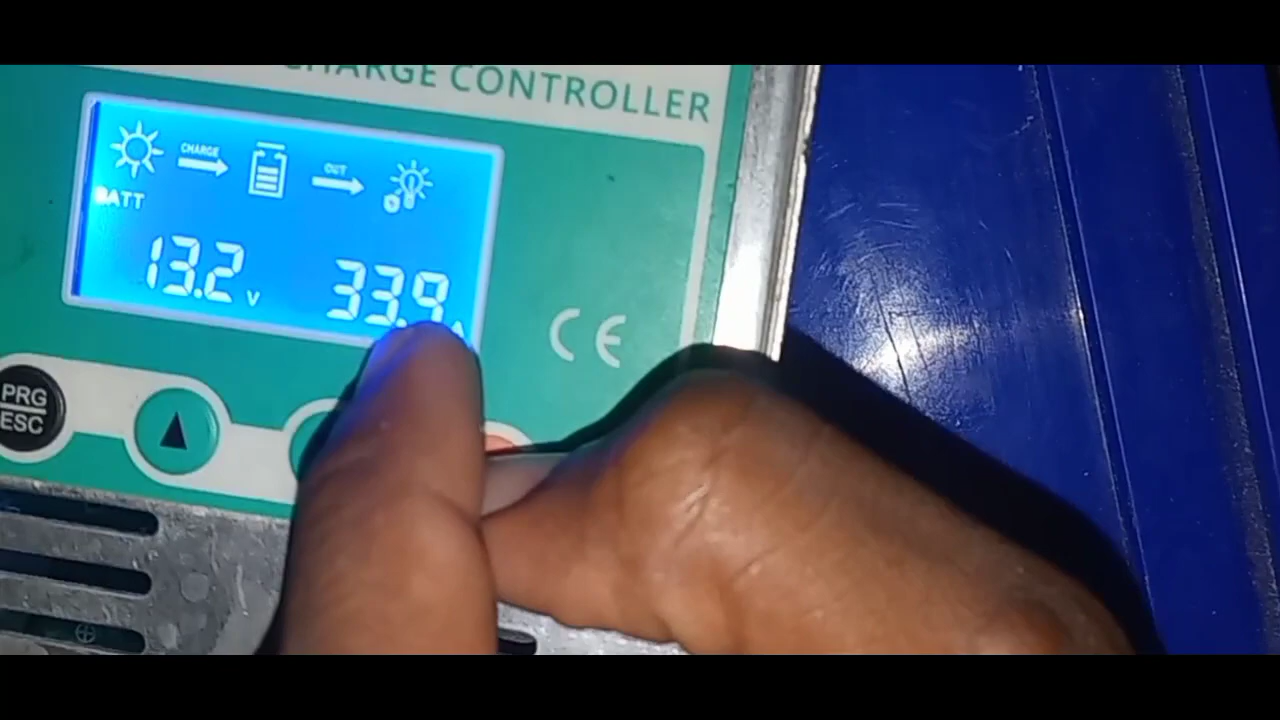 CHARGE CONTROLLER
CHARGE
OUT
BATT
13.2 V 33.9 A
CE
PRG
ESC